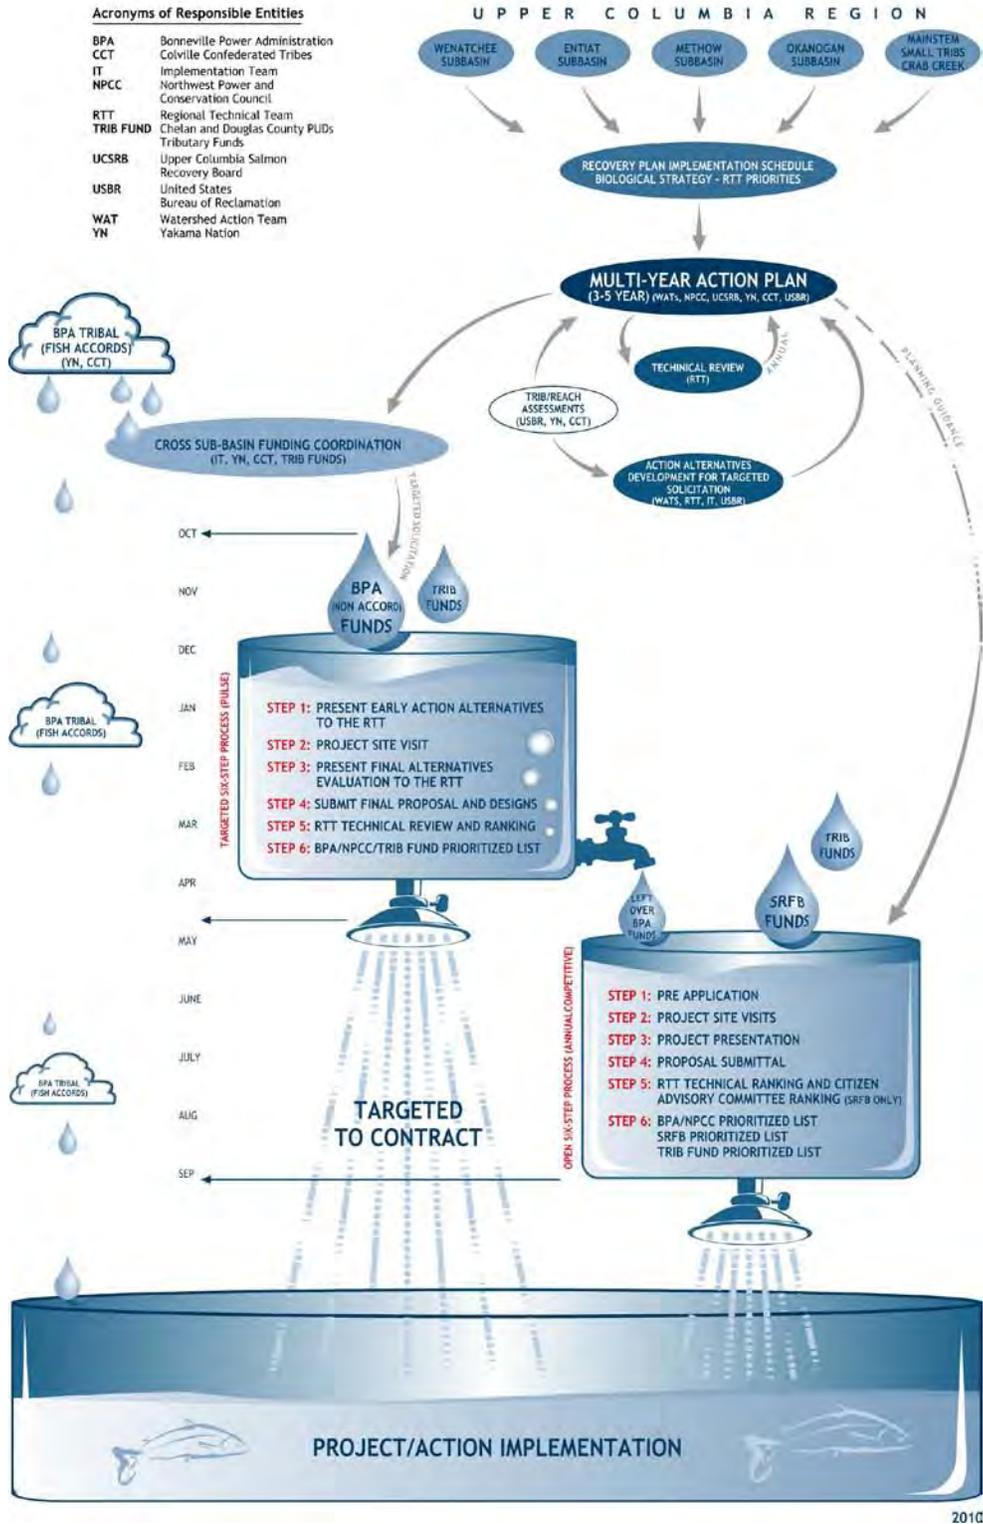 Acronyms of Responsible Entities
BPA Bonneville Power Administration
CCT Colville Confederated Tribes
IT Implementation Team
NPCC Northwest Power and
Conservation Council
RTT Regional Technical Team
TRIB FUND Chelan and Douglas County PUDs
Tributary Funds
UCSRB Upper Columbia Salmon
Recovery Board
USBR United States
Bureau of Reclamation
WAT Watershed Action Team
YN Yakama Nation
UPPER COLUMBIA REGION
WENATCHEE
SUBBASIN
ENTIAT
SUBBASIN
METHOW
SUBBASIN
OKANOGAN
SUBBASIN
MAINSTEM
SMALL TRIBS
CRAB CREEK
RECOVERY PLAN IMPLEMENTATION SCHEDULE
BIOLOGICAL STRATEGY - RTT PRIORITIES
MULTI-YEAR ACTION PLAN
(3-5 YEAR) (WATs, NPCC, UCSRB, YN, CCT, USBR)
TECHINICAL REVIEW
(RTT)
ANNUAL
PLANNING GUIDANCE
TRIB/REACH
ASSESSMENTS
(USBR, YN, CCT)
ACTION ALTERNATIVES
DEVELOPMENT FOR TARGETED
SOLICITATION
(WATS, RTT, IT, USBR)
BPA TRIBAL
(FISH ACCORDS)
(YN, CCT)
CROSS SUB-BASIN FUNDING COORDINATION
(IT, YN, CCT, TRIB FUNDS)
TARGETED SOLICITATION
OCT
NOV
DEC
JAN
FEB
MAR
APR
MAY
JUNE
JULY
AUG
SEP
BPA
(NON ACCORD)
FUNDS
TRIB
FUNDS
BPA TRIBAL
(FISH ACCORDS)
TARGETED SIX-STEP PROCESS (PULSE)
STEP 1: PRESENT EARLY ACTION ALTERNATIVES
TO THE RTT
STEP 2: PROJECT SITE VISIT
STEP 3: PRESENT FINAL ALTERNATIVES
EVALUATION TO THE RTT
STEP 4: SUBMIT FINAL PROPOSAL AND DESIGNS
STEP 5: RTT TECHNICAL REVIEW AND RANKING
STEP 6: BPA/NPCC/TRIB FUND PRIORITIZED LIST
LEFT
OVER
BPA
FUNDS
SRFB
FUNDS
TRIB
FUNDS
OPEN SIX-STEP PROCESS (ANNUAL COMPETITIVE)
STEP 1: PRE APPLICATION
STEP 2: PROJECT SITE VISITS
STEP 3: PROJECT PRESENTATION
STEP 4: PROPOSAL SUBMITTAL
STEP 5: RTT TECHNICAL RANKING AND CITIZEN
ADVISORY COMMITTEE RANKING (SRFB ONLY)
STEP 6: BPA/NPCC PRIORITIZED LIST
SRFB PRIORITIZED LIST
TRIB FUND PRIORITIZED LIST
BPA TRIBAL
(FISH ACCORDS)
TARGETED
TO CONTRACT
PROJECT/ACTION IMPLEMENTATION
2010